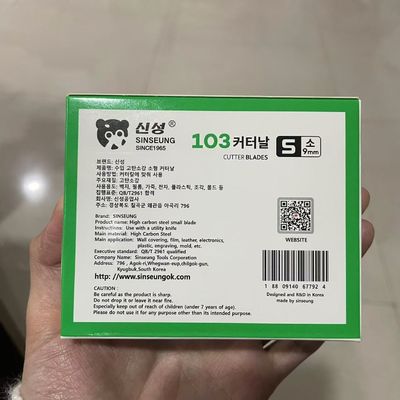 신성®
SINSEUNG
SINCE1965
103 커터날
CUTTER BLADES
S
소
9mm
브랜드: 신성
제품명: 수입 고탄소강 소형 커터날
사용방법: 커터칼에 맞춰 사용
주요재질: 고탄소강
사용용도: 벽지, 필름, 가죽, 전자, 플라스틱, 조각, 몰드 등
집행표준: QB/T2961 합격
회사: 신성공업사
주소: 경상북도 칠곡군 왜관읍 아곡리 796
Brand: SINSEUNG
Product name: High carbon steel small blade
Instructions: Use with a utility knife
Main material: High Carbon Steel
Main application: Wall covering, film, leather, electronics,
plastic, engraving, mold, etc
Executive standard: QB/T 2961 qualified
Company name: Sinseung Tools Corporation
Address: 796 , Agok-ri,Whegwan-eup,chilgok-gun,
Kyugbuk,South Korea
http://www.sinseungok.com/
WEBSITE
CAUTION :
Be careful as the product is sharp.
Do not drop it or leave it near fire.
Especially keep out of reach of children (under 7 years of age).
Please do not use it for any purpose other than its intended purpose.
1 88 09140 67792 4
Designed and R&D in Korea
made by sinseung